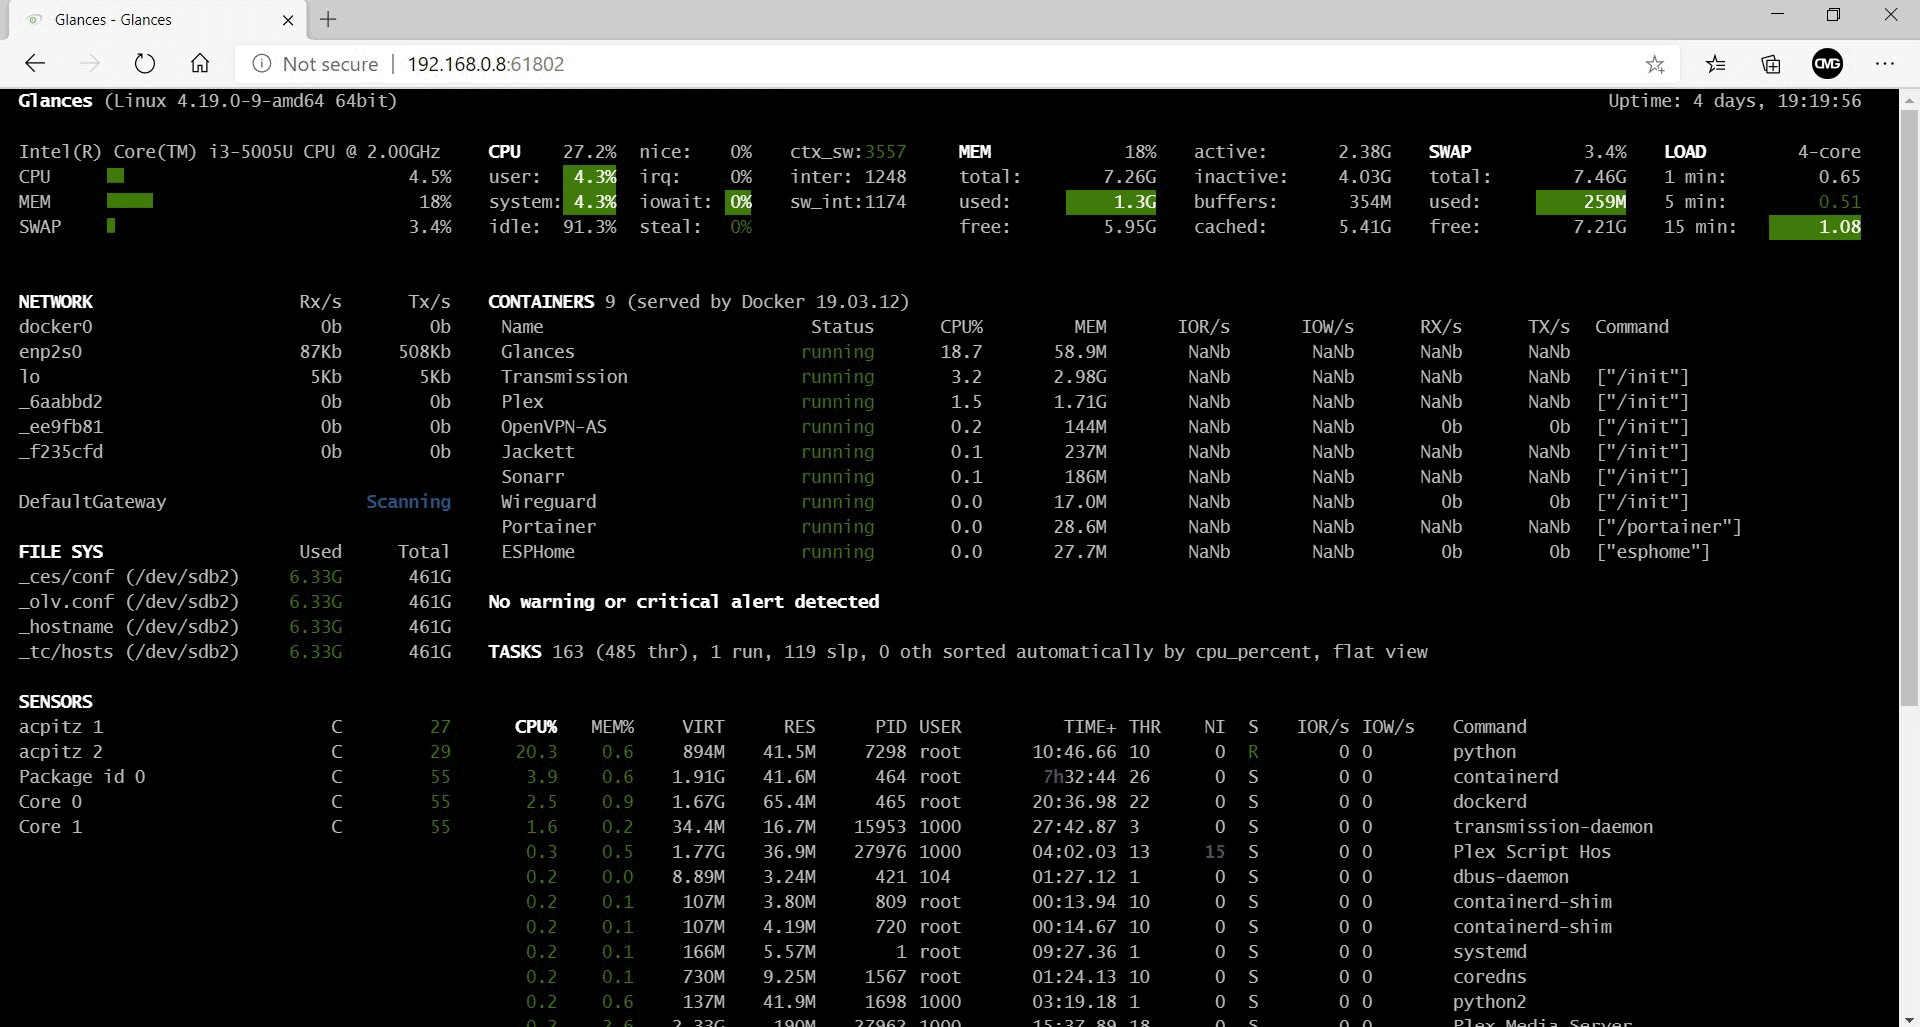 Glances - Glances
Not secure | 192.168.0.8:61802
DMG
Glances (Linux 4.19.0-9-amd64 64bit) Uptime: 4 days, 19:19:56
Intel(R) Core(TM) i3-5005U CPU @ 2.00GHz CPU 27.2% nice: 0% ctx_sw:3557 MEM 18% active: 2.38G SWAP 3.4% LOAD 4-core
CPU 4.5% user: 4.3% irq: 0% inter: 1248 total: 7.26G inactive: 4.03G total: 7.46G 1 min: 0.65
MEM 18% system: 4.3% iowait: 0% sw_int:1174 used: 1.3G buffers: 354M used: 259M 5 min: 0.51
SWAP 3.4% idle: 91.3% steal: 0% free: 5.95G cached: 5.41G free: 7.21G 15 min: 1.08
NETWORK Rx/s Tx/s
docker0 0b 0b
enp2s0 87Kb 508Kb
lo 5Kb 5Kb
_6aabbd2 0b 0b
_ee9fb81 0b 0b
_f235cfd 0b 0b
DefaultGateway Scanning
FILE SYS Used Total
_ces/conf (/dev/sdb2) 6.33G 461G
_olv.conf (/dev/sdb2) 6.33G 461G
_hostname (/dev/sdb2) 6.33G 461G
_tc/hosts (/dev/sdb2) 6.33G 461G
SENSORS
acpitz 1 C 27
acpitz 2 C 29
Package id 0 C 55
Core 0 C 55
Core 1 C 55
CONTAINERS 9 (served by Docker 19.03.12)
Name Status CPU% MEM IOR/s IOW/s RX/s TX/s Command
Glances running 18.7 58.9M NaNb NaNb NaNb NaNb
Transmission running 3.2 2.98G NaNb NaNb NaNb NaNb ["/init"]
Plex running 1.5 1.71G NaNb NaNb NaNb NaNb ["/init"]
OpenVPN-AS running 0.2 144M NaNb NaNb 0b 0b ["/init"]
Jackett running 0.1 237M NaNb NaNb NaNb NaNb ["/init"]
Sonarr running 0.1 186M NaNb NaNb NaNb NaNb ["/init"]
Wireguard running 0.0 17.0M NaNb NaNb 0b 0b ["/init"]
Portainer running 0.0 28.6M NaNb NaNb NaNb NaNb ["/portainer"]
ESPHome running 0.0 27.7M NaNb NaNb 0b 0b ["esphome"]
No warning or critical alert detected
TASKS 163 (485 thr), 1 run, 119 slp, 0 oth sorted automatically by cpu_percent, flat view
CPU% MEM% VIRT RES PID USER TIME+ THR NI S IOR/s IOW/s Command
20.3 0.6 894M 41.5M 7298 root 10:46.66 10 0 R 0 0 python
3.9 0.6 1.91G 41.6M 464 root 7h32:44 26 0 S 0 0 containerd
2.5 0.9 1.67G 65.4M 465 root 20:36.98 22 0 S 0 0 dockerd
1.6 0.2 34.4M 16.7M 15953 1000 27:42.87 3 0 S 0 0 transmission-daemon
0.3 0.5 1.77G 36.9M 27976 1000 04:02.03 13 15 S 0 0 Plex Script Hos
0.2 0.0 8.89M 3.24M 421 104 01:27.12 1 0 S 0 0 dbus-daemon
0.2 0.1 107M 3.80M 809 root 00:13.94 10 0 S 0 0 containerd-shim
0.2 0.1 107M 4.19M 720 root 00:14.67 10 0 S 0 0 containerd-shim
0.2 0.1 166M 5.57M 1 root 09:27.36 1 0 S 0 0 systemd
0.2 0.1 730M 9.25M 1567 root 01:24.13 10 0 S 0 0 coredns
0.2 0.6 137M 41.9M 1698 1000 03:19.18 1 0 S 0 0 python2
0.2 2.6 2.33G 190M 27962 1000 15:37.89 18 0 S 0 0 Plex Media Server